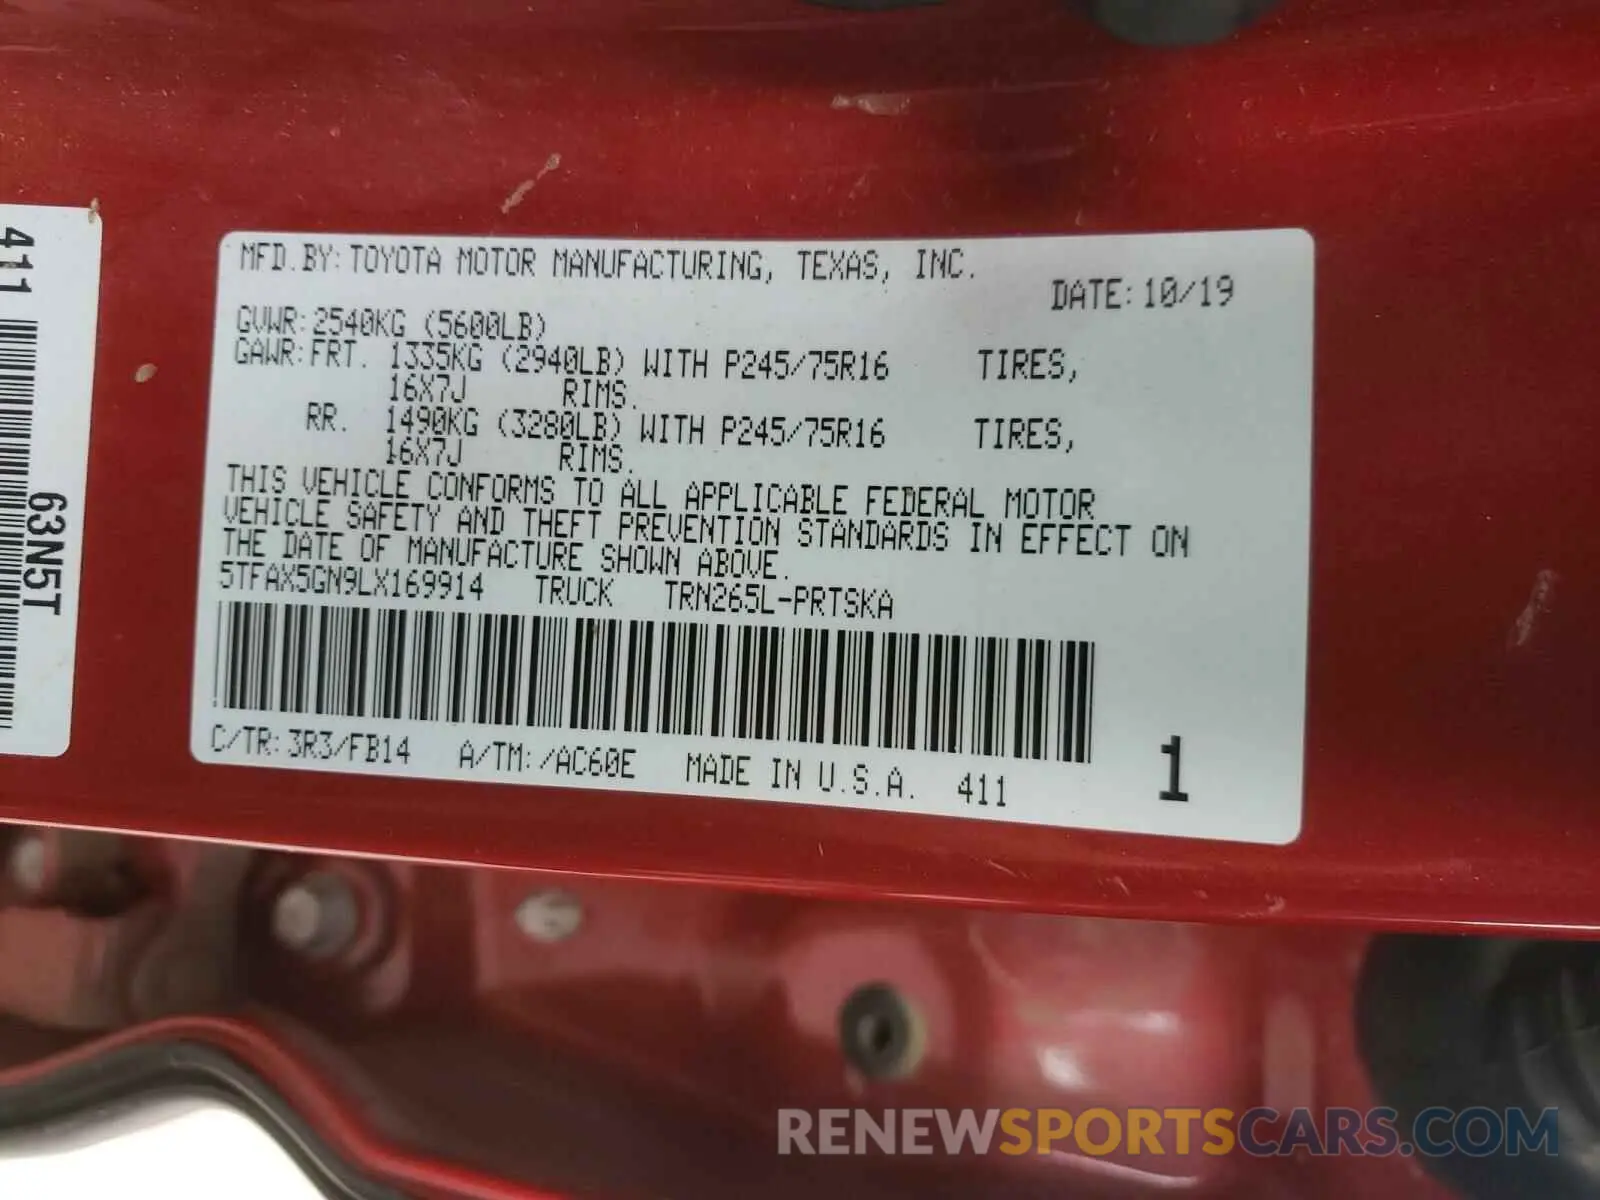 411
63N5T
MFD.BY:TOYOTA MOTOR MANUFACTURING, TEXAS, INC.
DATE:10/19
GVWR:2540KG (5600LB)
GAWR:FRT. 1335KG (2940LB) WITH P245/75R16 TIRES,
16X7J RIMS.
RR. 1490KG (3280LB) WITH P245/75R16 TIRES,
16X7J RIMS.
THIS VEHICLE CONFORMS TO ALL APPLICABLE FEDERAL MOTOR
VEHICLE SAFETY AND THEFT PREVENTION STANDARDS IN EFFECT ON
THE DATE OF MANUFACTURE SHOWN ABOVE.
5TFAX5GN9LX169914 TRUCK TRN265L-PRTSKA
C/TR:3R3/FB14 A/TM:/AC60E MADE IN U.S.A. 411
1
RENEWSPORTSCARS.COM